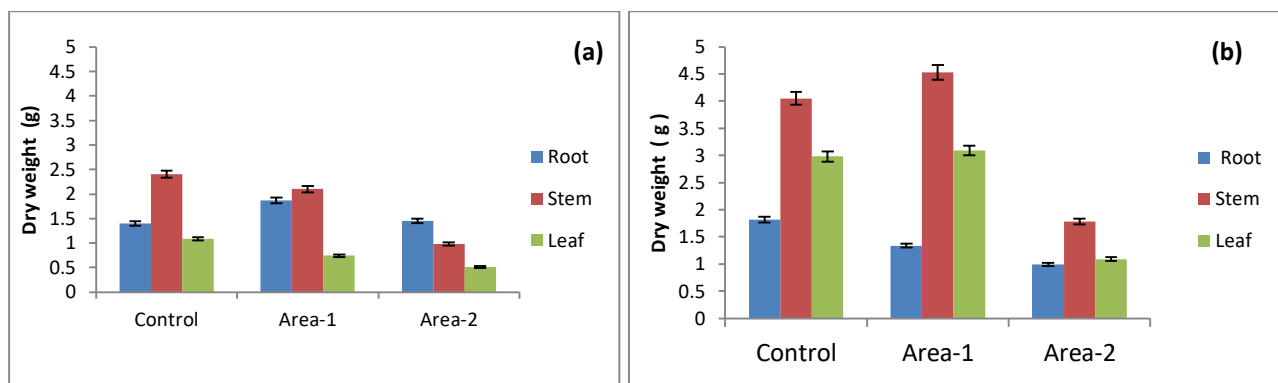 (a)
Dry weight (g)
5
4.5
4
3.5
3
2.5
2
1.5
1
0.5
0
Control Area-1 Area-2
Root
Stem
Leaf
(b)
Dry weight ( g )
5
4.5
4
3.5
3
2.5
2
1.5
1
0.5
0
Control Area-1 Area-2
Root
Stem
Leaf